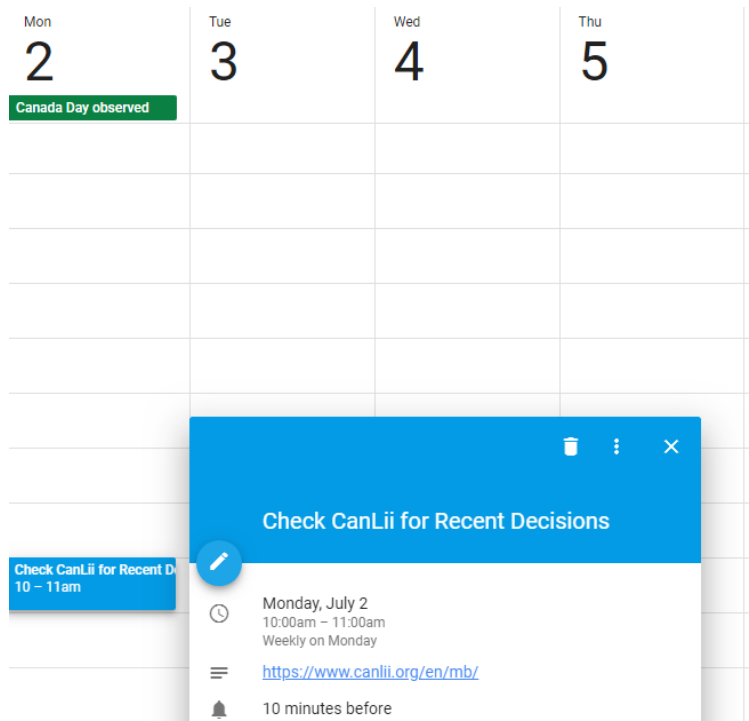 Mon
Tue
Wed
Thu
2
3
4
5
Canada Day observed
Check CanLii for Recent Decisions
Check CanLii for Recent D
10 – 11am
Monday, July 2
10:00am – 11:00am
Weekly on Monday
https://www.canlii.org/en/mb/
10 minutes before